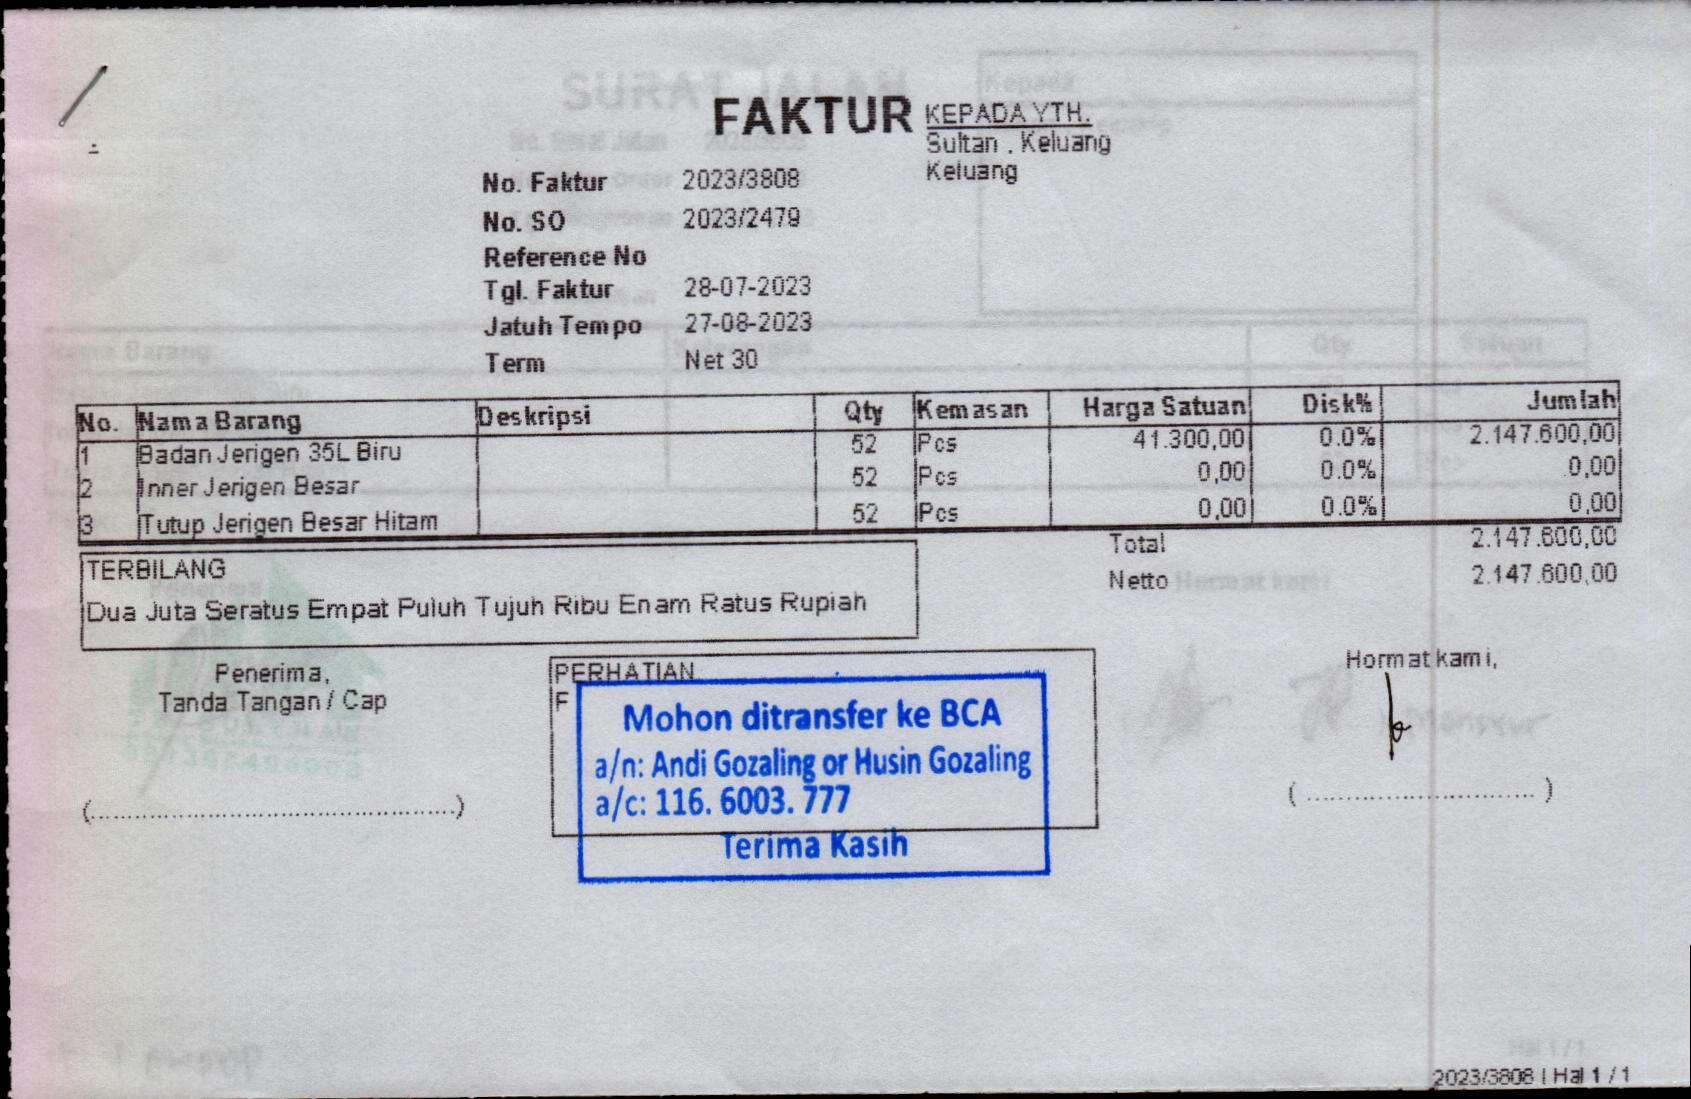 FAKTUR
KEPADA YTH.
Sultan . Keluang
Keluang
No. Faktur 2023/3808
No. SO 2023/2479
Reference No
Tgl. Faktur 28-07-2023
Jatuh Tempo 27-08-2023
Term Net 30
No. Nama Barang Deskripsi Qty Kemasan Harga Satuan Disk% Jumlah
1 Badan Jerigen 35L Biru 52 Pcs 41.300,00 0.0% 2.147.600,00
2 Inner Jerigen Besar 52 Pcs 0,00 0.0% 0,00
3 Tutup Jerigen Besar Hitam 52 Pcs 0,00 0.0% 0,00
Total 2.147.600,00
Netto 2.147.600,00
TERBILANG
Dua Juta Seratus Empat Puluh Tujuh Ribu Enam Ratus Rupiah
Penerima,
Tanda Tangan / Cap
(................................................)
PERHATIAN
F
Mohon ditransfer ke BCA
a/n: Andi Gozaling or Husin Gozaling
a/c: 116. 6003. 777
Terima Kasih
Hormat kami,
( .............................. )
2023/3808 | Hal 1 / 1